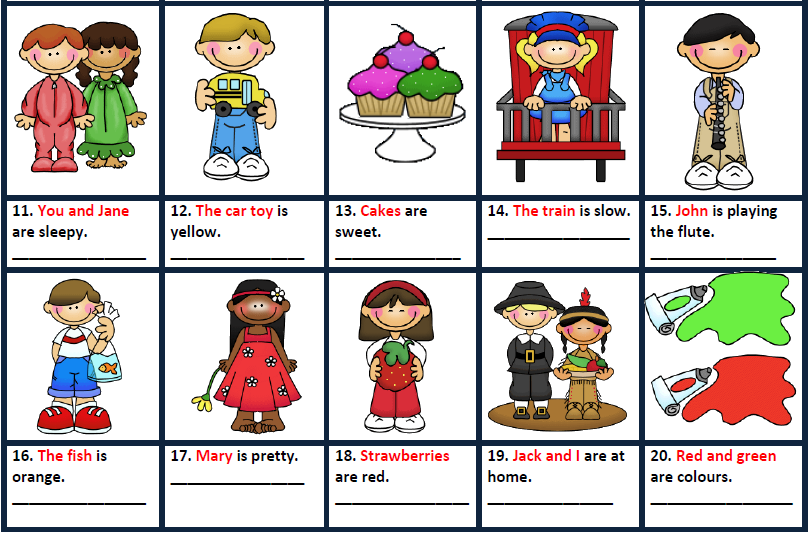 11. You and Jane
are sleepy.
12. The car toy is
yellow.
13. Cakes are
sweet.
14. The train is slow.
15. John is playing
the flute.
16. The fish is
orange.
17. Mary is pretty.
18. Strawberries
are red.
19. Jack and I are at
home.
20. Red and green
are colours.